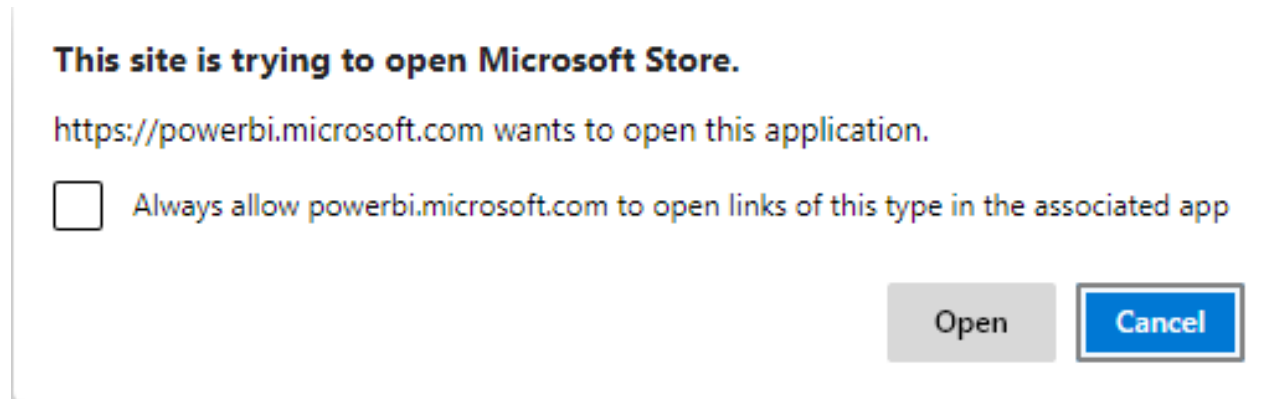 This site is trying to open Microsoft Store.
https://powerbi.microsoft.com wants to open this application.
Always allow powerbi.microsoft.com to open links of this type in the associated app
Open Cancel